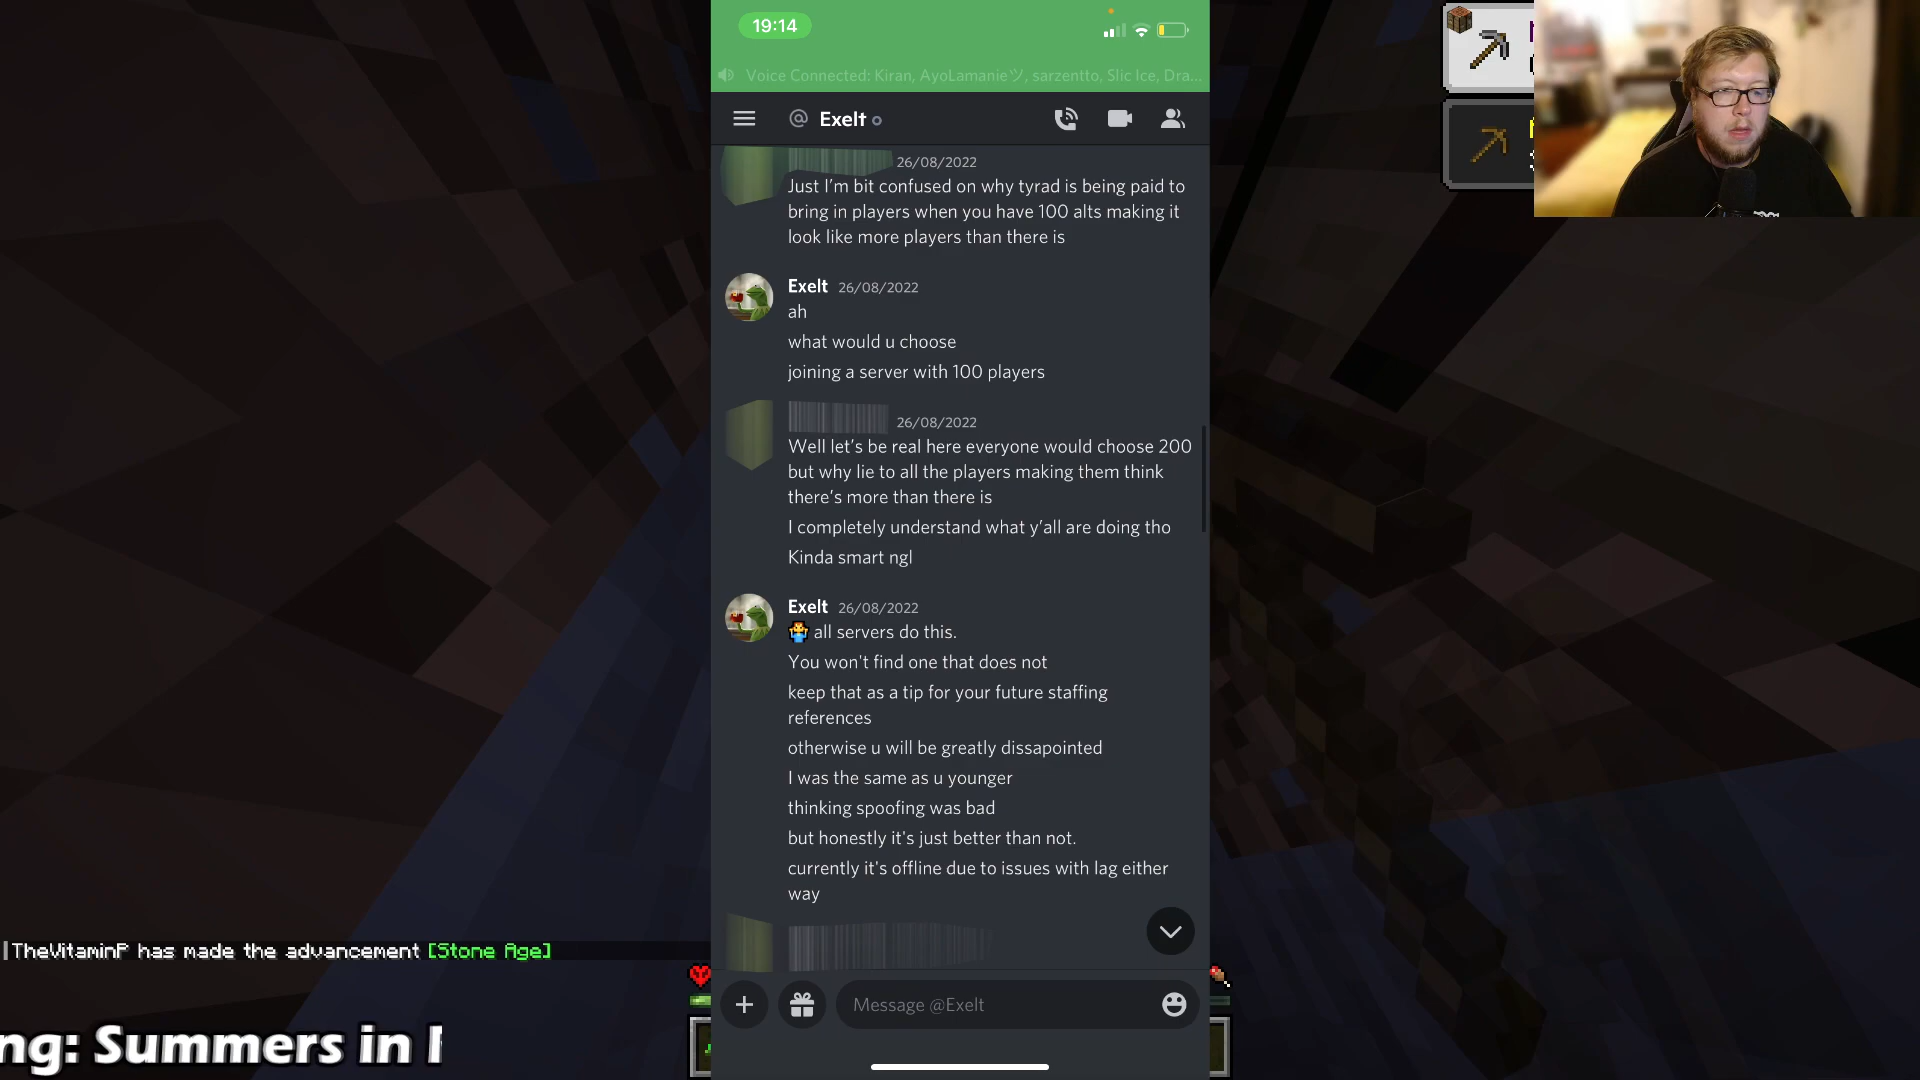 19:14
Voice Connected: Kiran, AyoLamanieツ, sarzentto, Slic Ice, Dra...
@ Exelt
26/08/2022
Just I'm bit confused on why tyrad is being paid to
bring in players when you have 100 alts making it
look like more players than there is
Exelt 26/08/2022
ah
what would u choose
joining a server with 100 players
26/08/2022
Well let's be real here everyone would choose 200
but why lie to all the players making them think
there's more than there is
I completely understand what y'all are doing tho
Kinda smart ngl
Exelt 26/08/2022
🤷 all servers do this.
You won't find one that does not
keep that as a tip for your future staffing
references
otherwise u will be greatly dissapointed
I was the same as u younger
thinking spoofing was bad
but honestly it's just better than not.
currently it's offline due to issues with lag either
way
TheVitaminP has made the advancement [Stone Age]
Message @Exelt
ng: Summers in